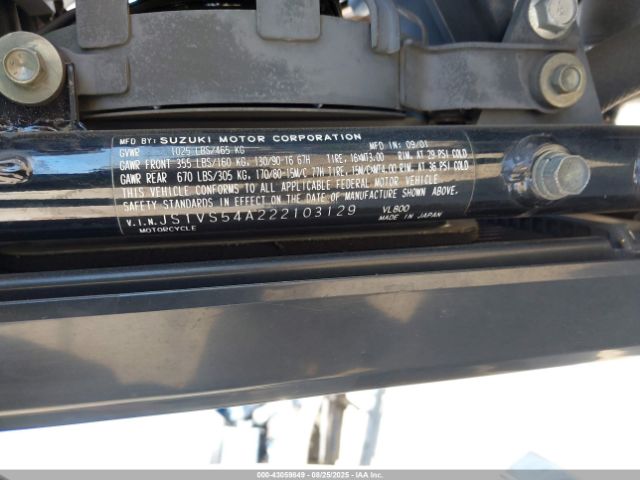 MFD BY: SUZUKI MOTOR CORPORATION MFD IN: 09/01
GVWR 1025 LBS/465 KG
GAWR FRONT 355 LBS/160 KG, 130/90-16 67H TIRE, 16xMT3.00 RIM, AT 29 PSI COLD
GAWR REAR 670 LBS/305 KG, 170/80-15M/C 77H TIRE, 15M/CxMT4.00 RIM, AT 36 PSI COLD
THIS VEHICLE CONFORMS TO ALL APPLICABLE FEDERAL MOTOR VEHICLE
SAFETY STANDARDS IN EFFECT ON THE DATE OF MANUFACTURE SHOWN ABOVE.
V.I.N. JS1VS54A222103129 VL800
MOTORCYCLE MADE IN JAPAN
000-43059849 - 08/25/2025 - IAAI.COM